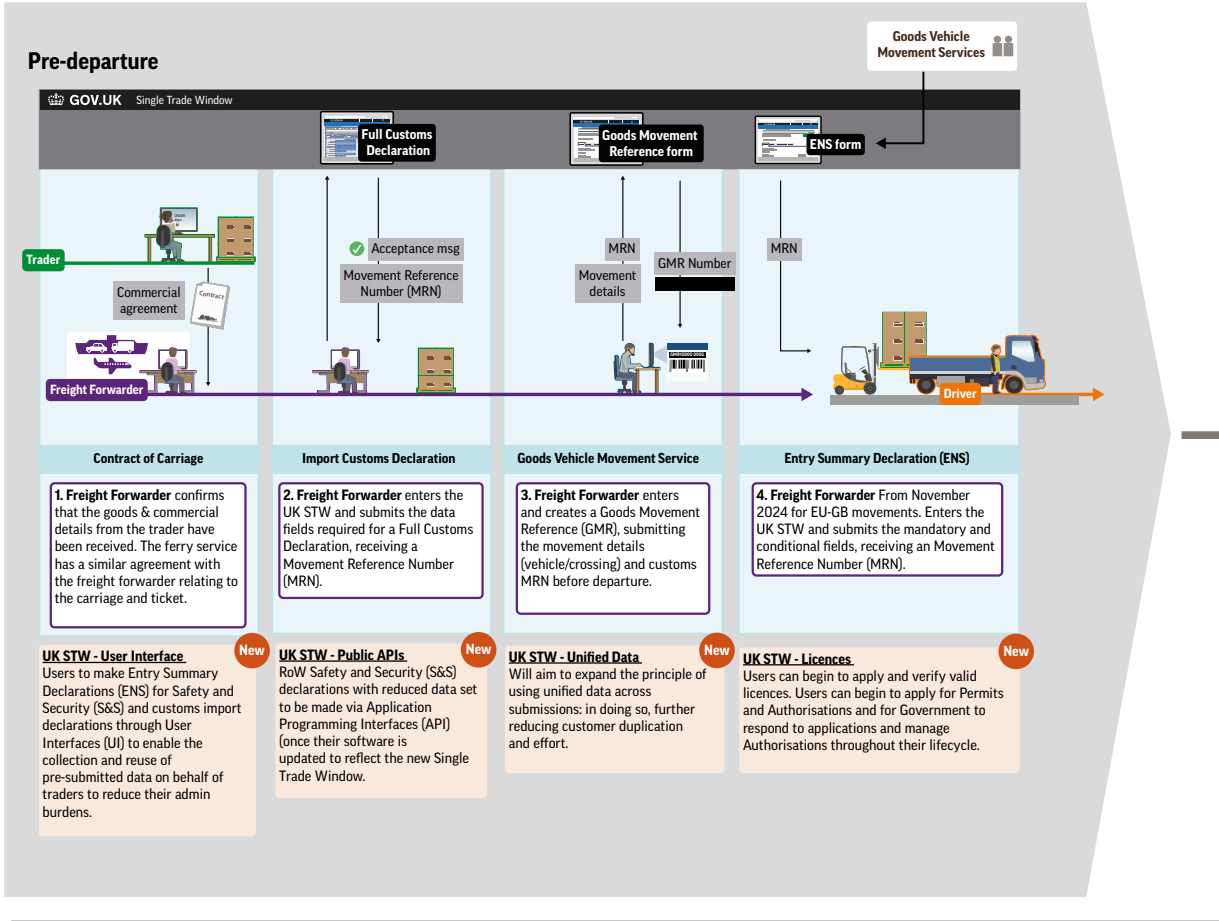 Goods Vehicle
Movement Services
Pre-departure
GOV.UK Single Trade Window
Full Customs
Declaration
Goods Movement
Reference form
ENS form
Trader
Commercial
agreement
Contract
Freight Forwarder
Acceptance msg
Movement Reference
Number (MRN)
MRN
Movement
details
GMR Number
MRN
Driver
Contract of Carriage
1. Freight Forwarder confirms
that the goods & commercial
details from the trader have
been received. The ferry service
has a similar agreement with
the freight forwarder relating to
the carriage and ticket.
Import Customs Declaration
2. Freight Forwarder enters the
UK STW and submits the data
fields required for a Full Customs
Declaration, receiving a
Movement Reference Number
(MRN).
Goods Vehicle Movement Service
3. Freight Forwarder enters
and creates a Goods Movement
Reference (GMR), submitting
the movement details
(vehicle/crossing) and customs
MRN before departure.
Entry Summary Declaration (ENS)
4. Freight Forwarder From November
2024 for EU-GB movements. Enters the
UK STW and submits the mandatory and
conditional fields, receiving an Movement
Reference Number (MRN).
New
UK STW - User Interface
Users to make Entry Summary
Declarations (ENS) for Safety and
Security (S&S) and customs import
declarations through User
Interfaces (UI) to enable the
collection and reuse of
pre-submitted data on behalf of
traders to reduce their admin
burdens.
New
UK STW - Public APIs
RoW Safety and Security (S&S)
declarations with reduced data set
to be made via Application
Programming Interfaces (API)
(once their software is
updated to reflect the new Single
Trade Window.
New
UK STW - Unified Data
Will aim to expand the principle of
using unified data across
submissions: in doing so, further
reducing customer duplication
and effort.
New
UK STW - Licences
Users can begin to apply and verify valid
licences. Users can begin to apply for Permits
and Authorisations and for Government to
respond to applications and manage
Authorisations throughout their lifecycle.